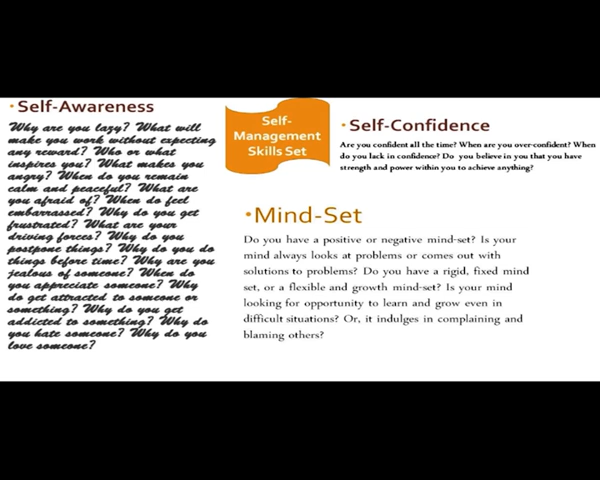 •Self-Awareness
Why are you lazy? What will
make you work without expecting
any reward? Who or what
inspires you? What makes you
angry? When do you remain
calm and peaceful? What are
you afraid of? When do feel
embarrassed? Why do you get
frustrated? What are your
driving forces? Why do you
postpone things? Why do you do
things before time? Why are you
jealous of someone? When do
you appreciate someone? Why
do get attracted to someone or
something? Why do you get
addicted to something? Why do
you hate someone? Why do you
love someone?
Self-
Management
Skills Set
•Self-Confidence
Are you confident all the time? When are you over-confident? When
do you lack in confidence? Do you believe in you that you have
strength and power within you to achieve anything?
•Mind-Set
Do you have a positive or negative mind-set? Is your
mind always looks at problems or comes out with
solutions to problems? Do you have a rigid, fixed mind
set, or a flexible and growth mind-set? Is your mind
looking for opportunity to learn and grow even in
difficult situations? Or, it indulges in complaining and
blaming others?